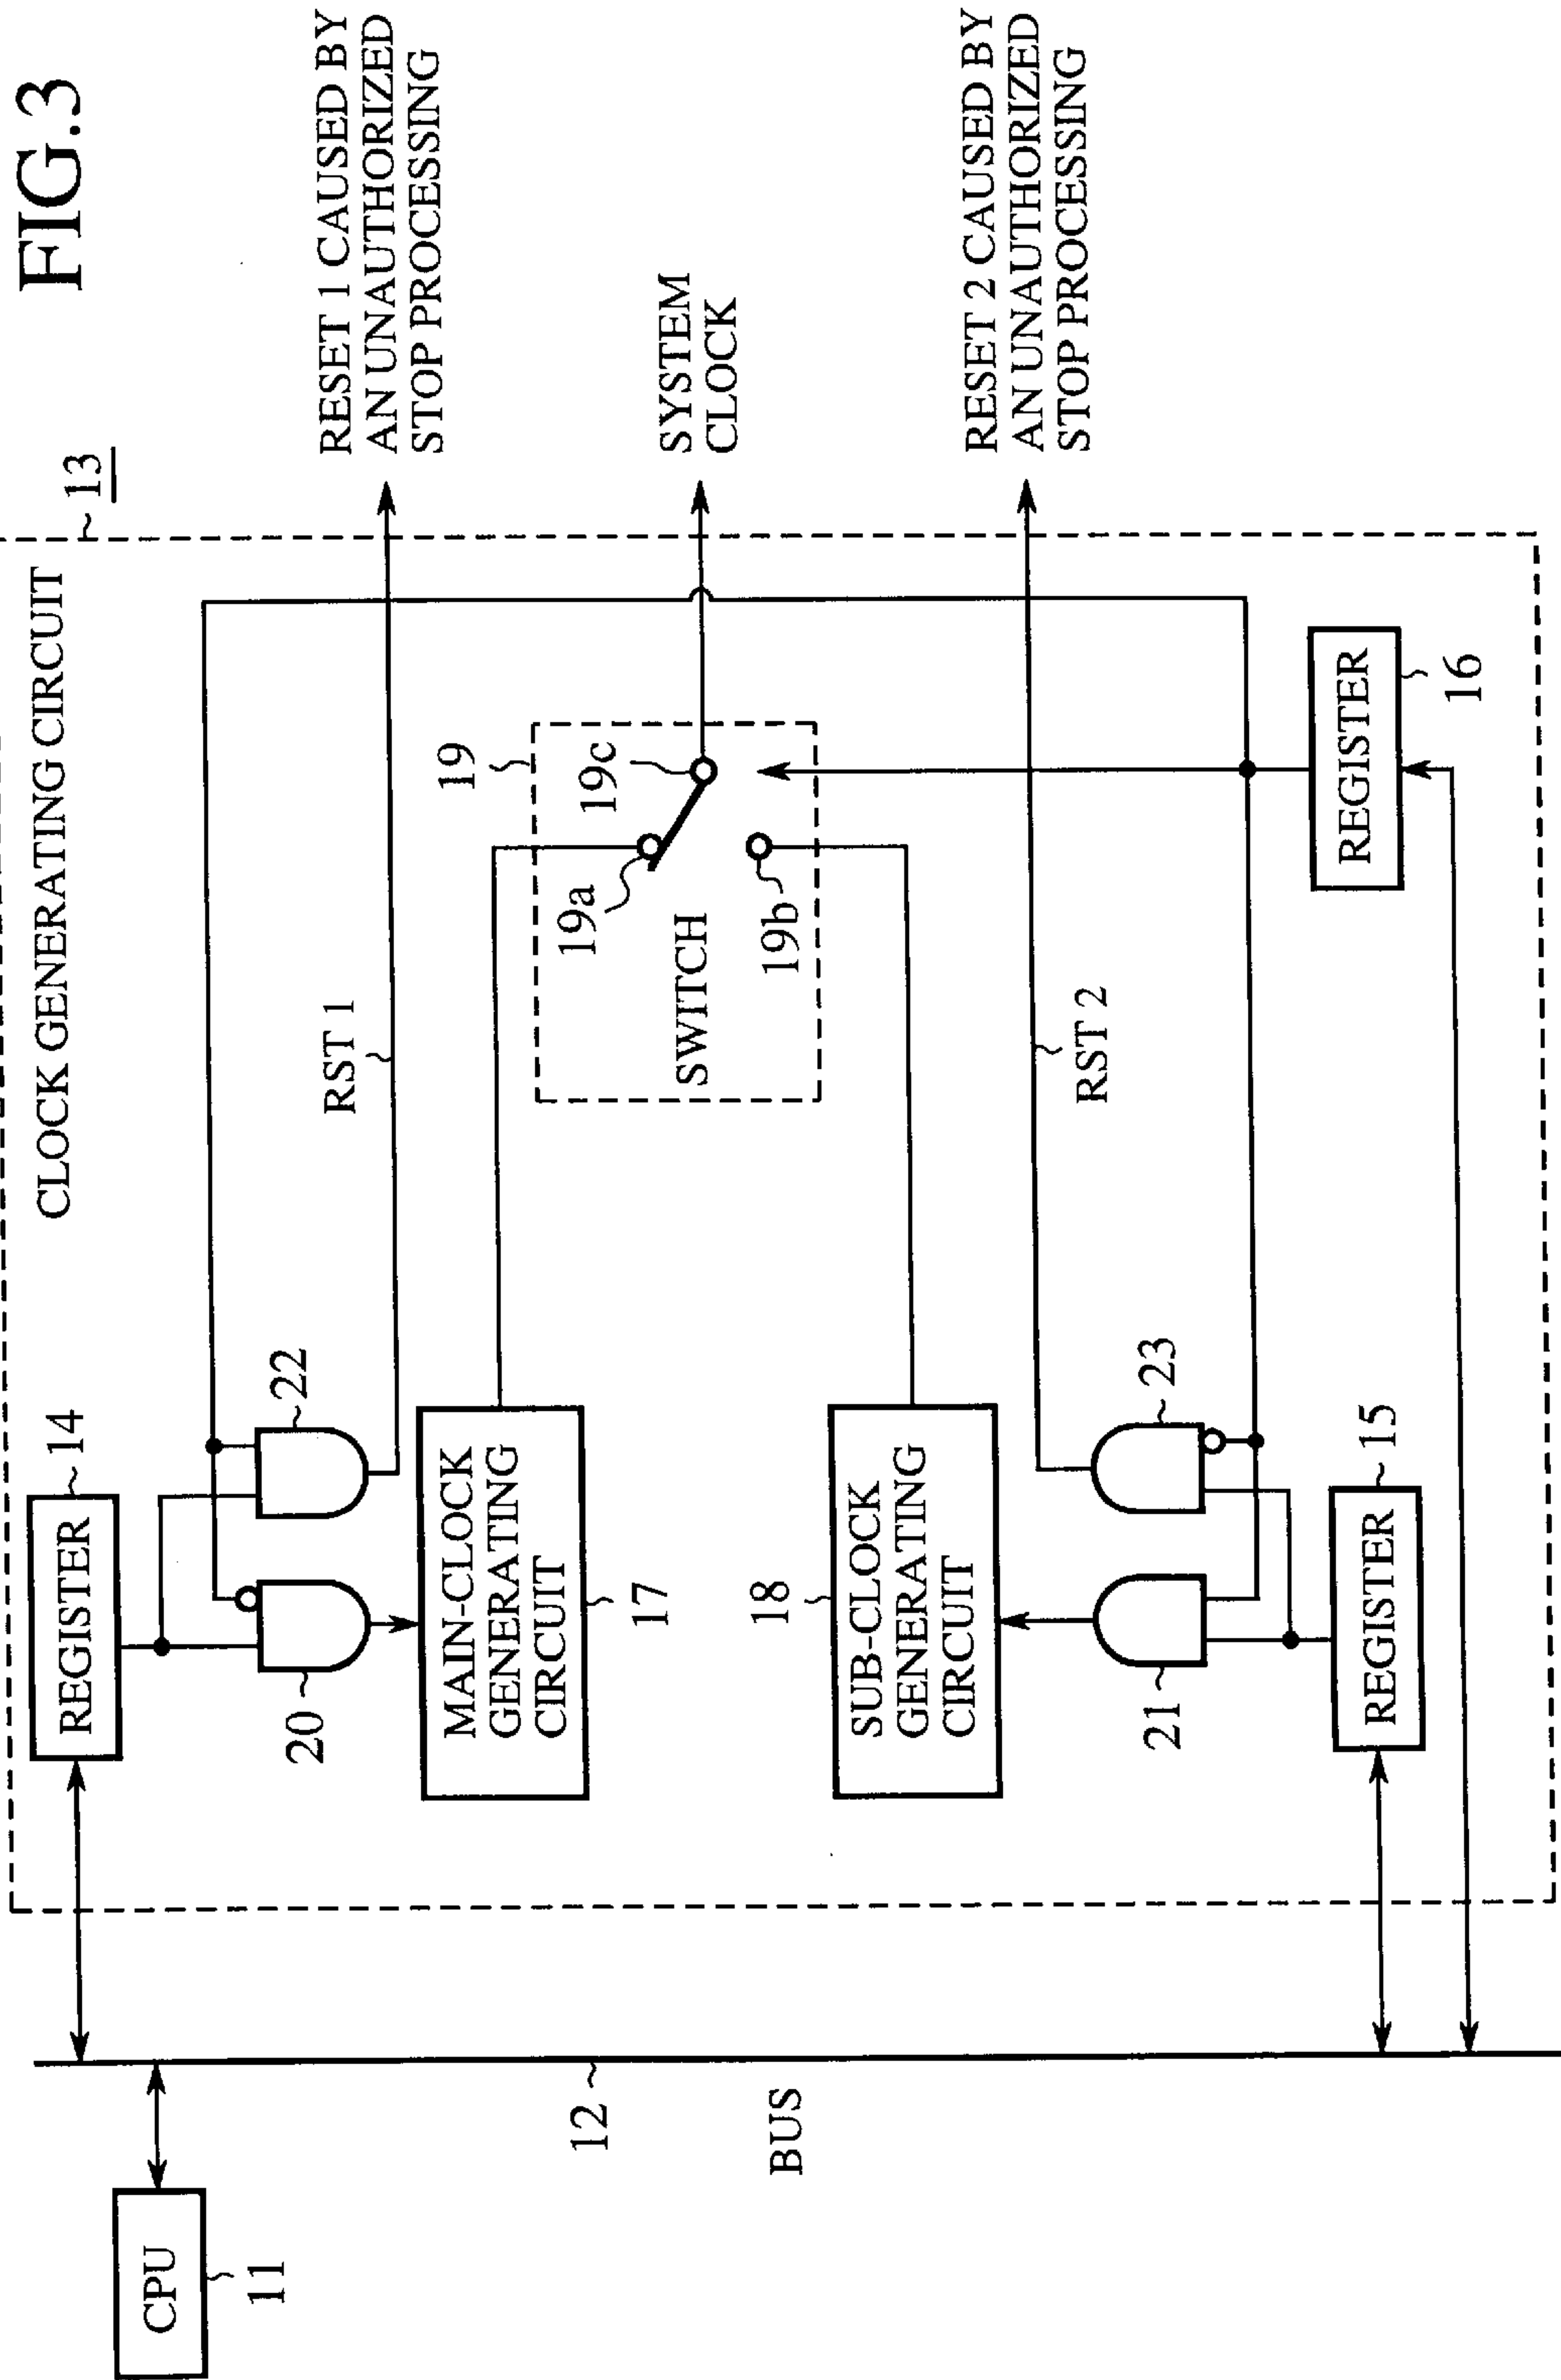 FIG.3
13
CLOCK GENERATING CIRCUIT
RESET 1 CAUSED BY
AN UNAUTHORIZED
STOP PROCESSING
REGISTER
14
22
20
RST 1
MAIN-CLOCK
GENERATING
CIRCUIT
17
19
19a
19c
19b
SWITCH
SYSTEM
CLOCK
CPU
11
12
BUS
18
SUB-CLOCK
GENERATING
CIRCUIT
RST 2
RESET 2 CAUSED BY
AN UNAUTHORIZED
STOP PROCESSING
21
23
REGISTER
15
REGISTER
16